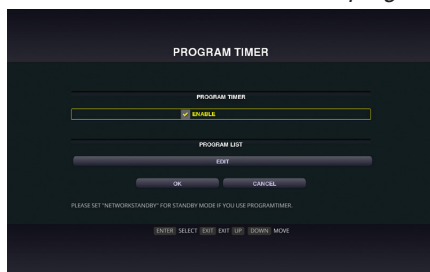 PROGRAM TIMER
PROGRAM TIMER
ENABLE
PROGRAM LIST
EDIT
OK CANCEL
PLEASE SET "NETWORKSTANDBY" FOR STANDBY MODE IF YOU USE PROGRAMTIMER.
ENTER SELECT EXIT EXIT UP DOWN MOVE